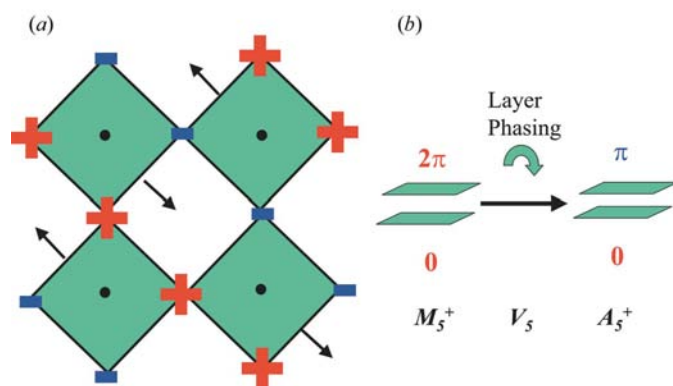 (a)
(b)
Layer
Phasing
2π
π
0
0
M₅⁺
V₅
A₅⁺